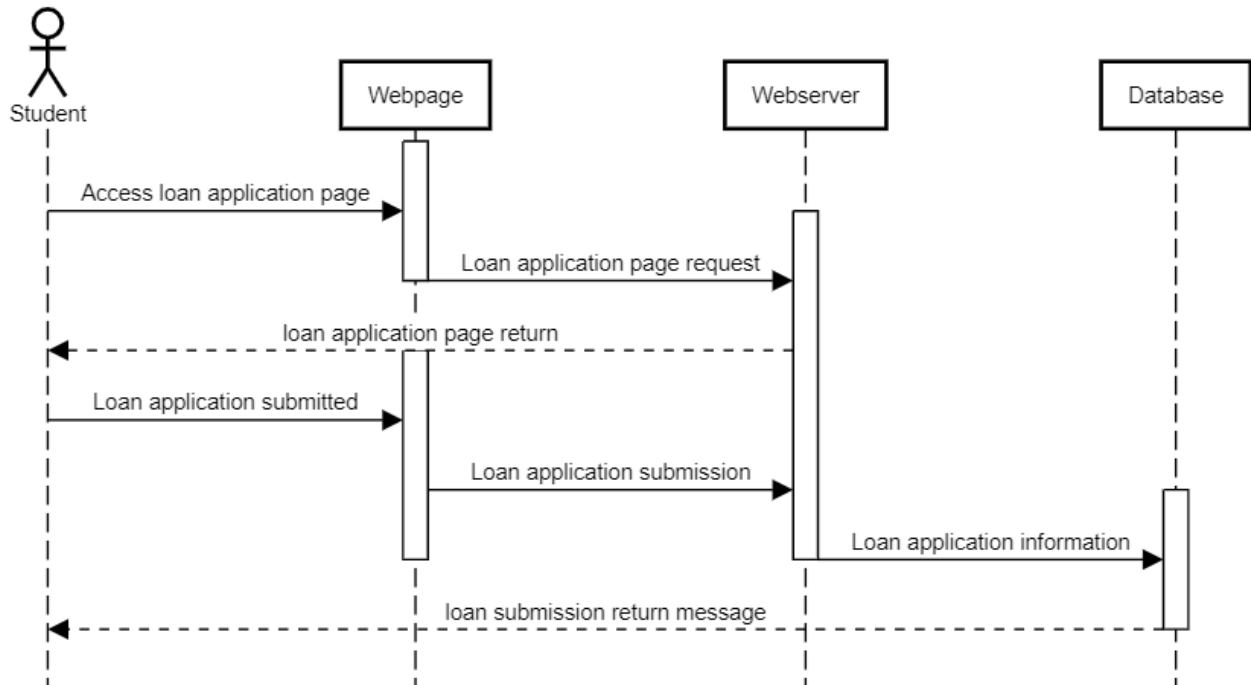 Student
Webpage
Webserver
Database
Access loan application page
Loan application page request
loan application page return
Loan application submitted
Loan application submission
Loan application information
loan submission return message